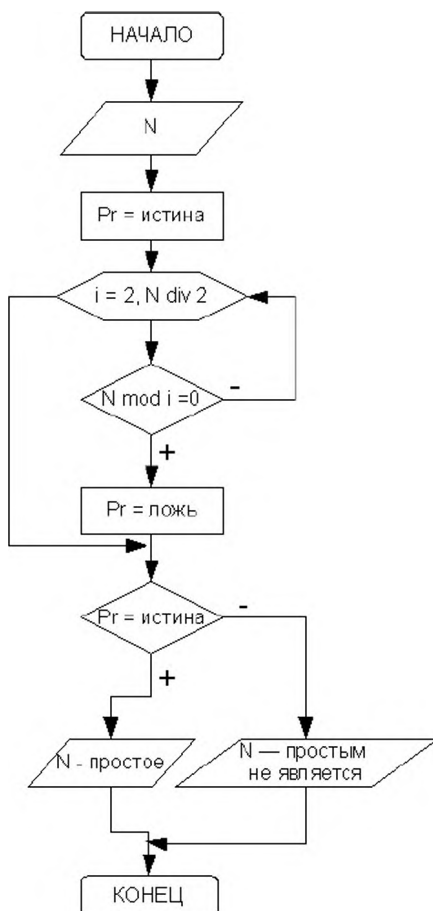 НАЧАЛО
N
Pr = истина
i = 2, N div 2
N mod i =0
-
+
Pr = ложь
Pr = истина
-
+
N - простое
N — простым
не является
КОНЕЦ